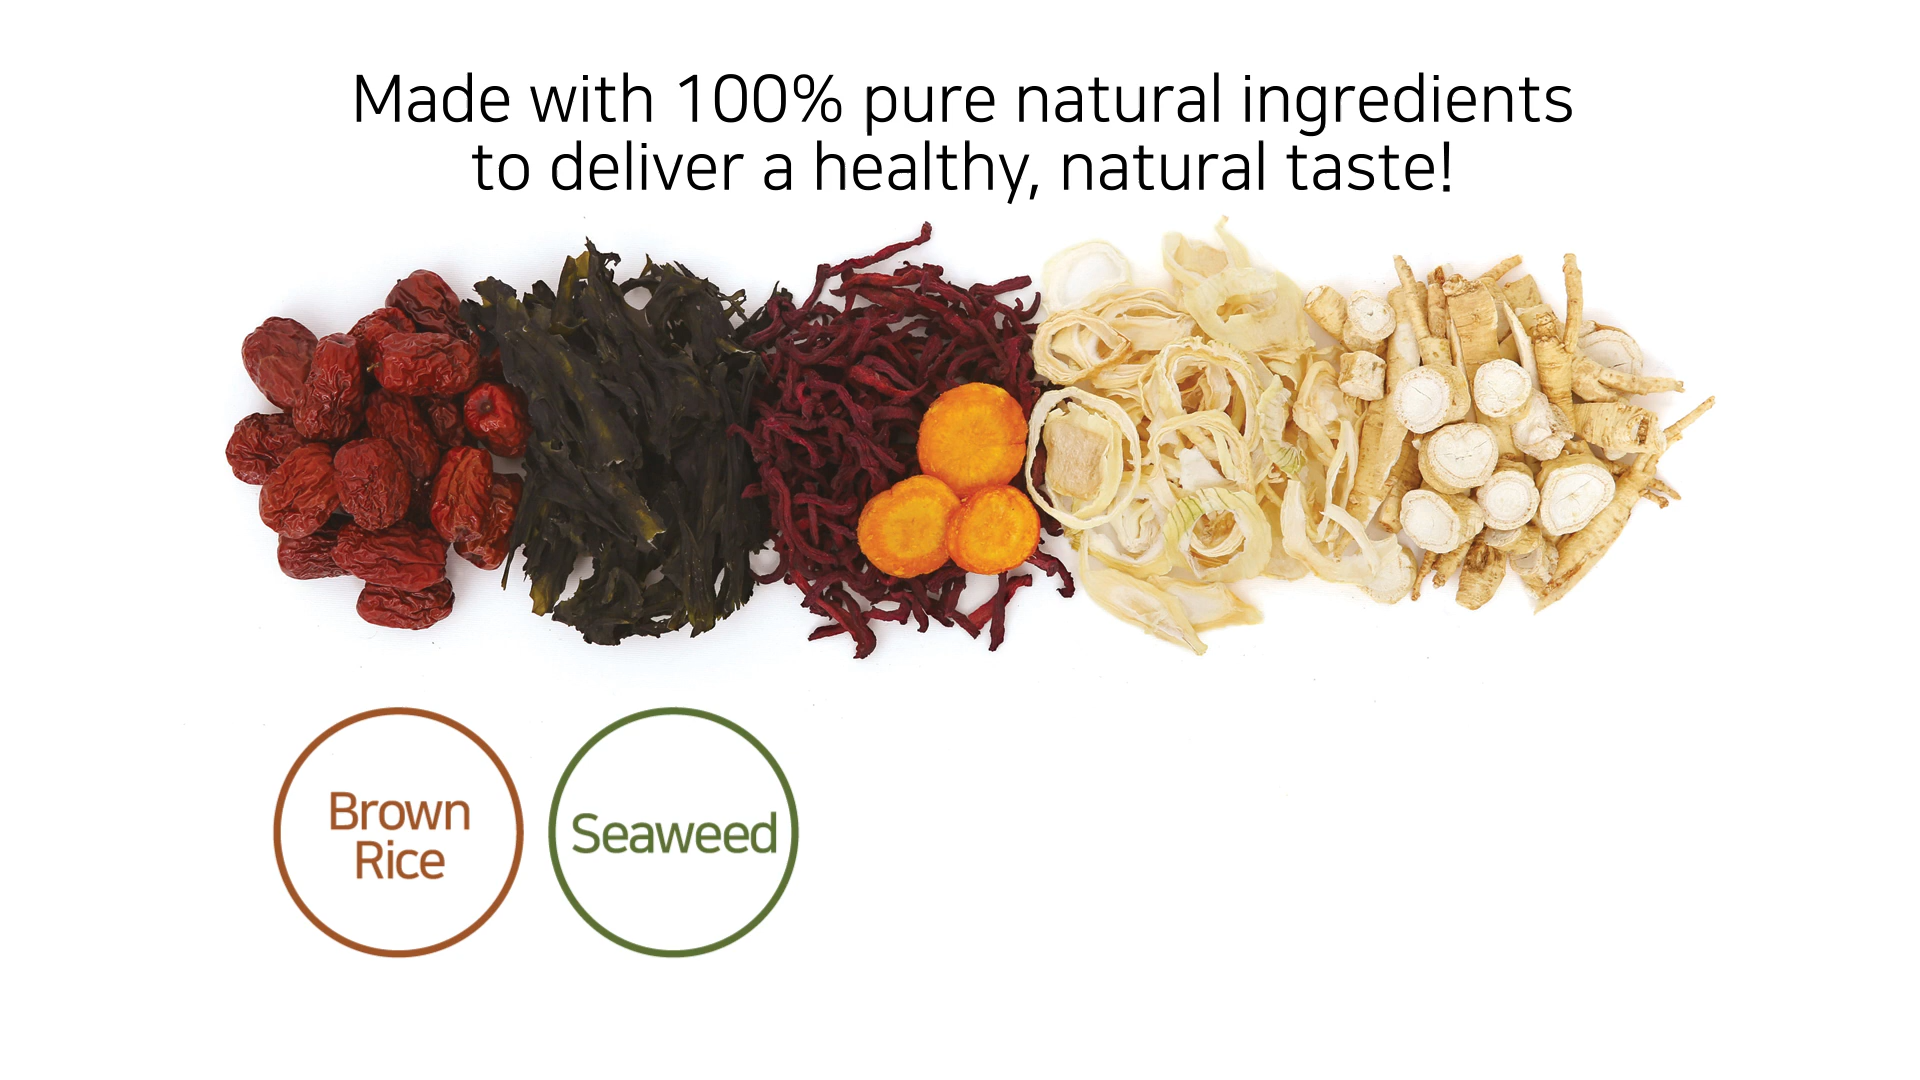 Made with 100% pure natural ingredients
to deliver a healthy, natural taste!
Brown
Rice
Seaweed